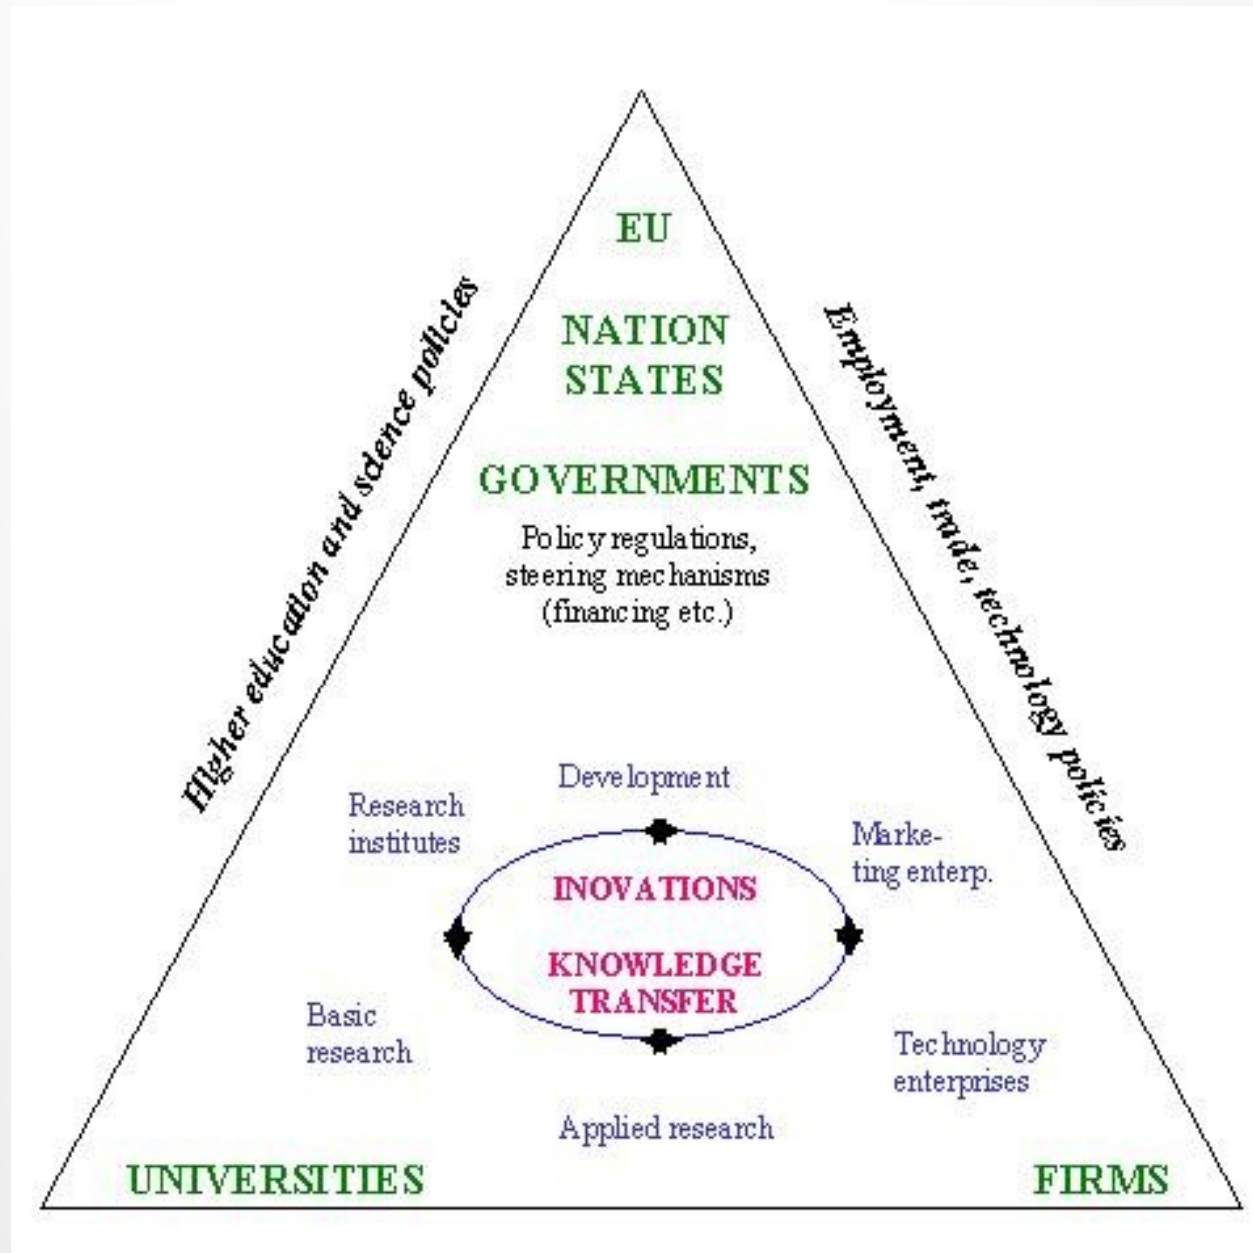 EU
NATION
STATES
GOVERNMENTS
Policy regulations,
steering mechanisms
(financing etc.)
Higher education and science policies
Employment, trade, technology policies
Development
Research
institutes
Marke-
ting enterp.
INOVATIONS
KNOWLEDGE
TRANSFER
Basic
research
Technology
enterprises
Applied research
UNIVERSITIES
FIRMS